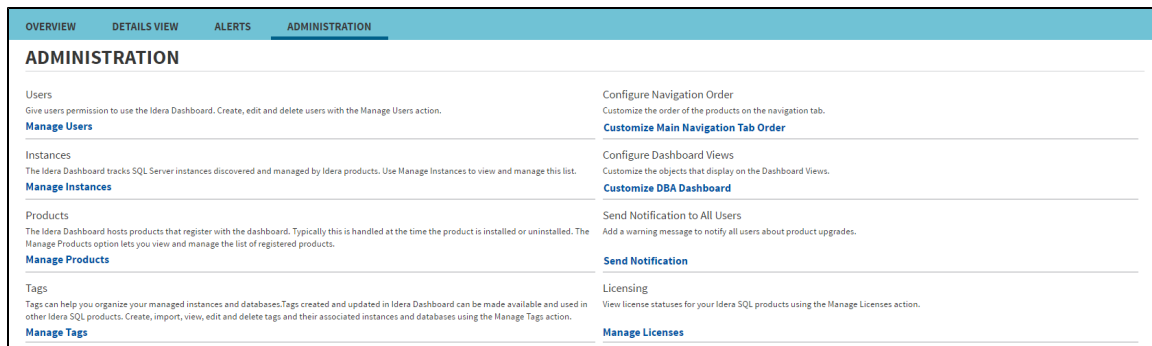 OVERVIEW DETAILS VIEW ALERTS ADMINISTRATION
ADMINISTRATION
Users
Give users permission to use the Idera Dashboard. Create, edit and delete users with the Manage Users action.
Manage Users
Instances
The Idera Dashboard tracks SQL Server instances discovered and managed by Idera products. Use Manage Instances to view and manage this list.
Manage Instances
Products
The Idera Dashboard hosts products that register with the dashboard. Typically this is handled at the time the product is installed or uninstalled. The
Manage Products option lets you view and manage the list of registered products.
Manage Products
Tags
Tags can help you organize your managed instances and databases.Tags created and updated in Idera Dashboard can be made available and used in
other Idera SQL products. Create, import, view, edit and delete tags and their associated instances and databases using the Manage Tags action.
Manage Tags
Configure Navigation Order
Customize the order of the products on the navigation tab.
Customize Main Navigation Tab Order
Configure Dashboard Views
Customize the objects that display on the Dashboard Views.
Customize DBA Dashboard
Send Notification to All Users
Add a warning message to notify all users about product upgrades.
Send Notification
Licensing
View license statuses for your Idera SQL products using the Manage Licenses action.
Manage Licenses